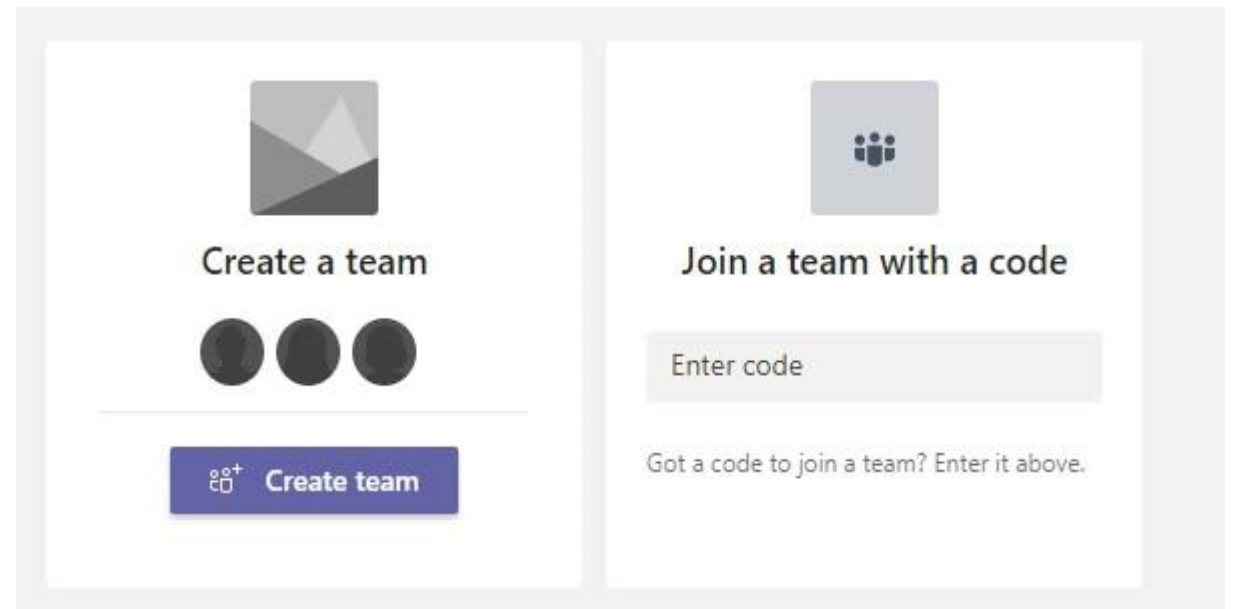 Create a team
Create team
Join a team with a code
Enter code
Got a code to join a team? Enter it above.